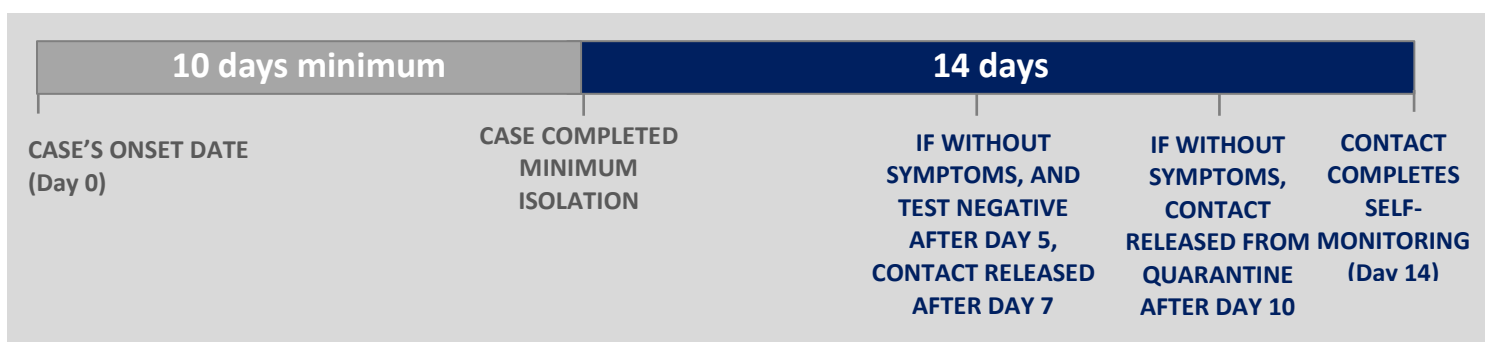 10 days minimum
14 days
CASE'S ONSET DATE
(Day 0)
CASE COMPLETED
MINIMUM
ISOLATION
IF WITHOUT
SYMPTOMS, AND
TEST NEGATIVE
AFTER DAY 5,
CONTACT RELEASED
AFTER DAY 7
IF WITHOUT
SYMPTOMS,
CONTACT
RELEASED FROM
QUARANTINE
AFTER DAY 10
CONTACT
COMPLETES
SELF-
MONITORING
(Day 14)